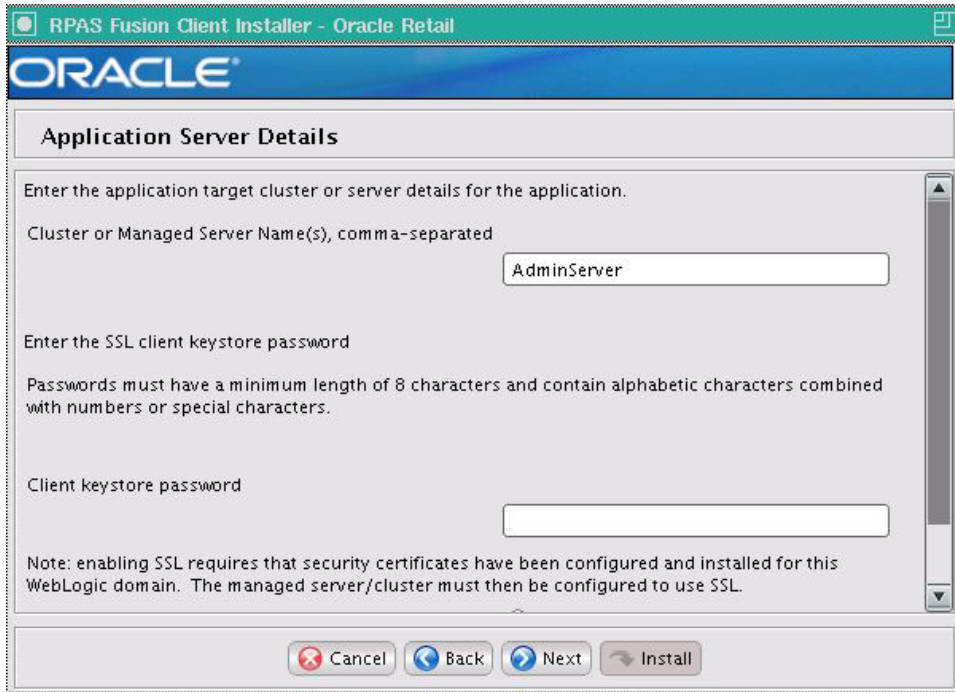 RPAS Fusion Client Installer - Oracle Retail
ORACLE
Application Server Details
Enter the application target cluster or server details for the application.
Cluster or Managed Server Name(s), comma-separated
AdminServer
Enter the SSL client keystore password
Passwords must have a minimum length of 8 characters and contain alphabetic characters combined
with numbers or special characters.
Client keystore password
Note: enabling SSL requires that security certificates have been configured and installed for this
WebLogic domain.  The managed server/cluster must then be configured to use SSL.
Cancel Back Next Install